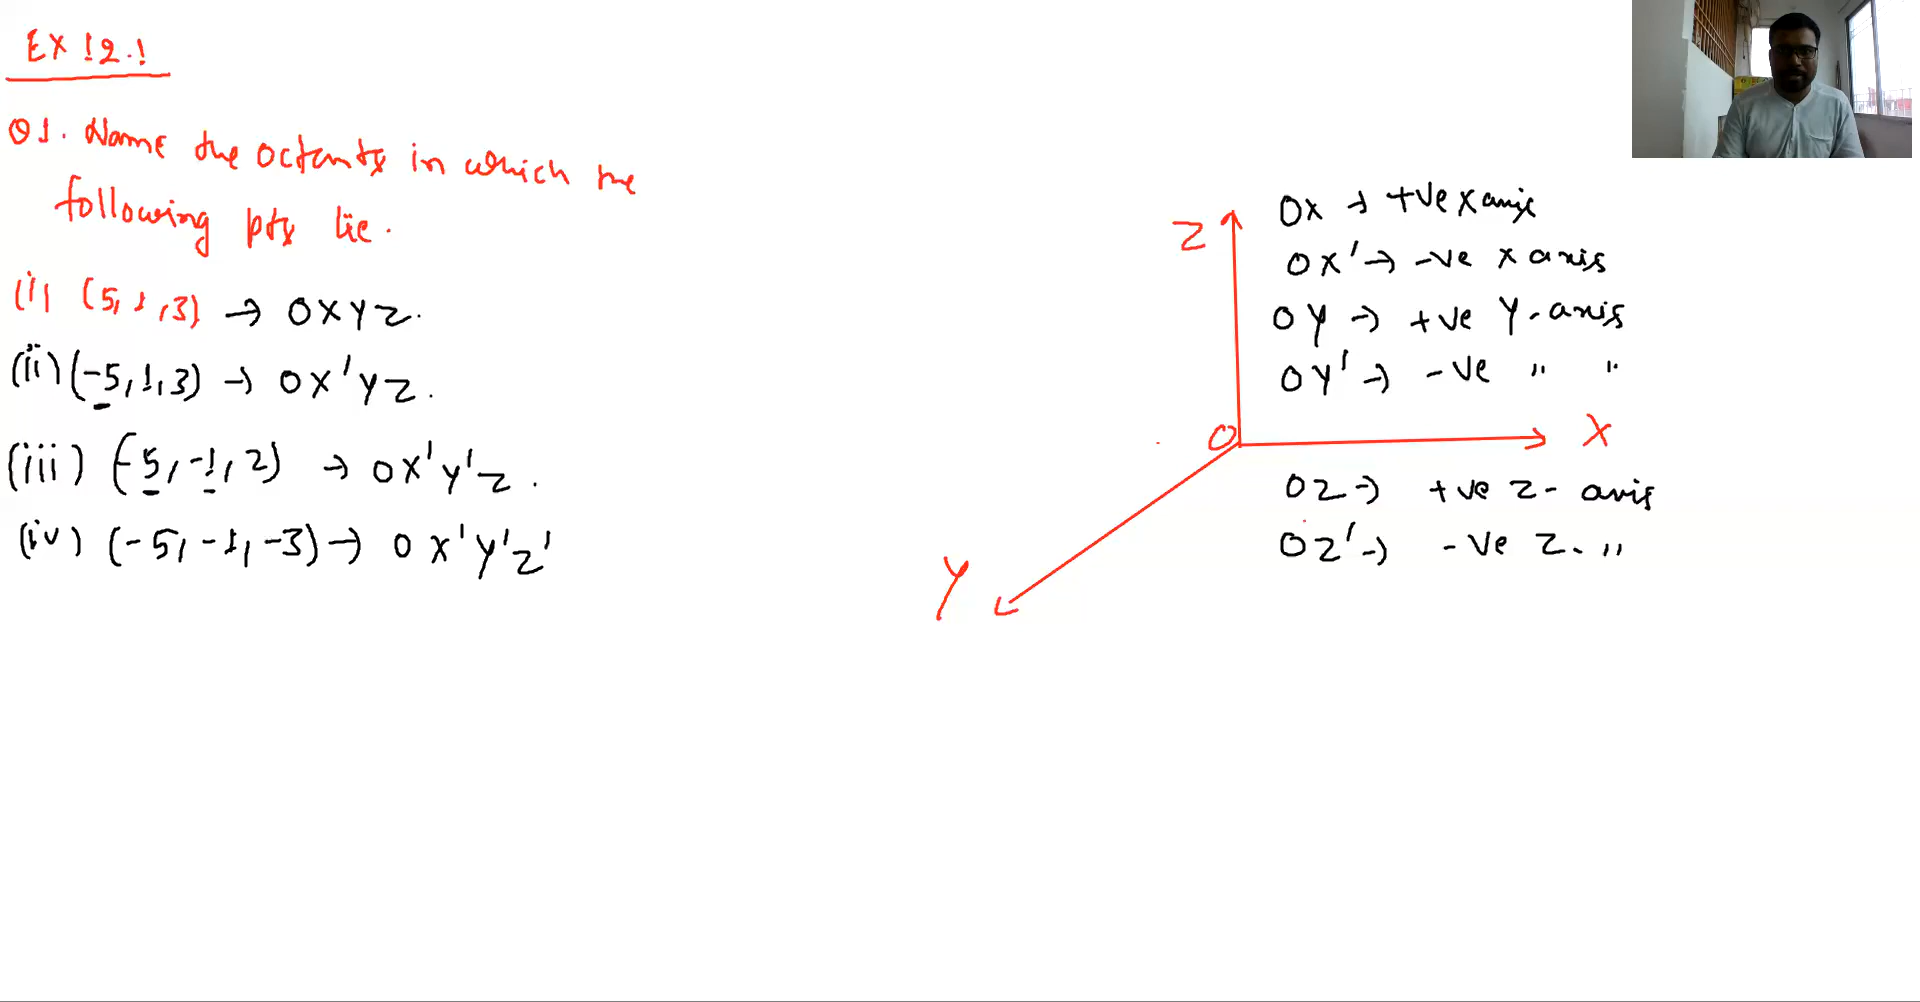 EX 12.1
Q1. Name the octants in which the
following pts lie.
(i) (5, 1, 3) → OXYZ.
(ii) (-5, 1, 3) → OX'YZ.
(iii) (-5, -1, 2) → OX'Y'Z.
(iv) (-5, -1, -3) → OX'Y'Z'
OX → +ve X axis
OX' → -ve X axis
OY → +ve Y-axis
OY' → -ve " "
Z
O
X
Y
OZ → +ve Z- axis
OZ' → -ve Z- "